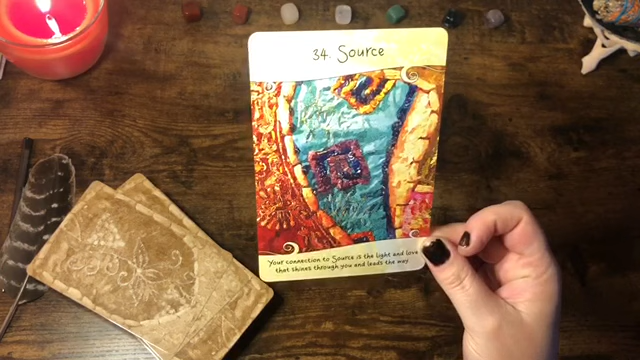 34. Source
Your connection to Source is the light and love
that shines through you and leads the way